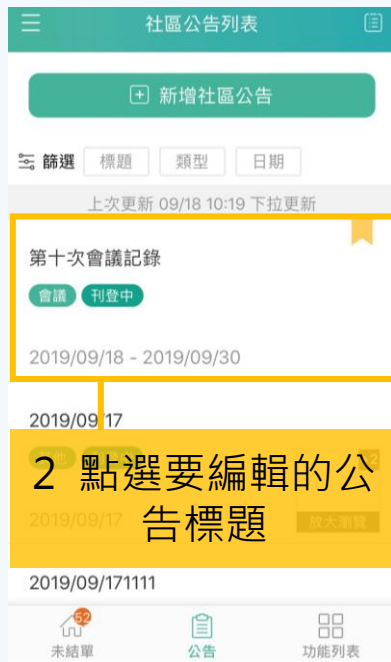 社區公告列表
新增社區公告
篩選 標題 類型 日期
上次更新 09/18 10:19 下拉更新
第十次會議記錄
會議 刊登中
2019/09/18 - 2019/09/30
2019/09/17
2 點選要編輯的公
告標題
2019/09/17
放大瀏覽
2019/09/171111
52
未結單 公告 功能列表